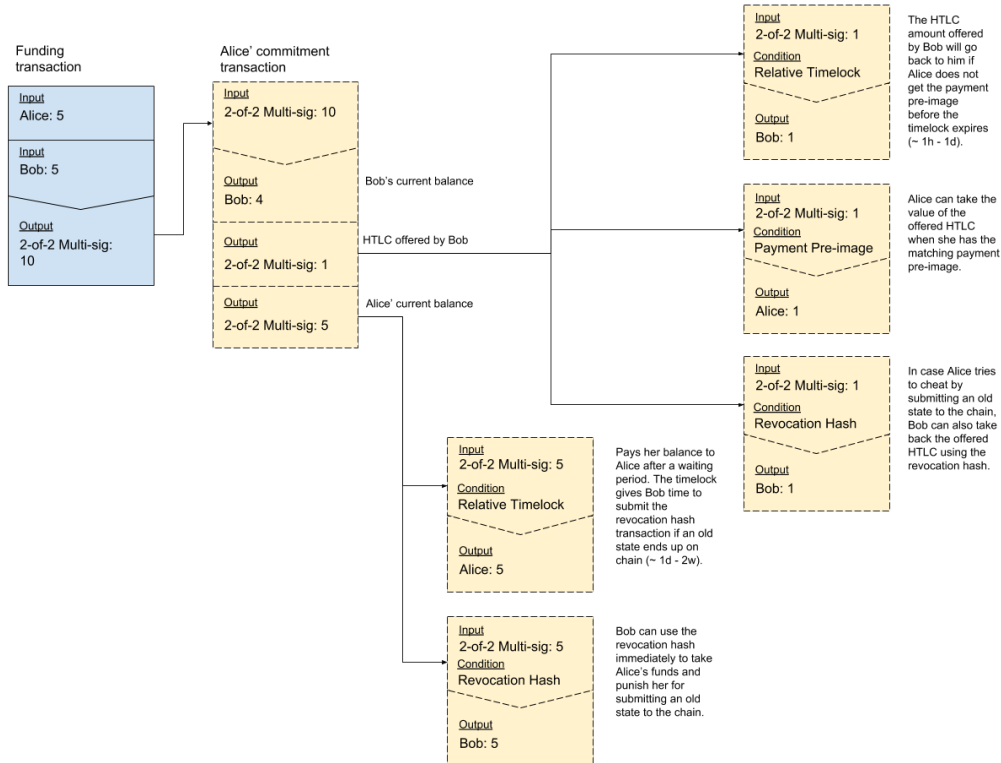 Funding
transaction
Input
Alice: 5
Input
Bob: 5
Output
2-of-2 Multi-sig:
10
Alice' commitment
transaction
Input
2-of-2 Multi-sig: 10
Output
Bob: 4
Output
2-of-2 Multi-sig: 1
Output
2-of-2 Multi-sig: 5
Bob's current balance
HTLC offered by Bob
Alice' current balance
Input
2-of-2 Multi-sig: 1
Condition
Relative Timelock
Output
Bob: 1
The HTLC
amount offered
by Bob will go
back to him if
Alice does not
get the payment
pre-image
before the
timelock expires
(~ 1h - 1d).
Input
2-of-2 Multi-sig: 1
Condition
Payment Pre-image
Output
Alice: 1
Alice can take the
value of the
offered HTLC
when she has the
matching payment
pre-image.
Input
2-of-2 Multi-sig: 1
Condition
Revocation Hash
Output
Bob: 1
In case Alice tries
to cheat by
submitting an old
state to the chain,
Bob can also take
back the offered
HTLC using the
revocation hash.
Input
2-of-2 Multi-sig: 5
Condition
Relative Timelock
Output
Alice: 5
Pays her balance to
Alice after a waiting
period. The timelock
gives Bob time to
submit the
revocation hash
transaction if an old
state ends up on
chain (~ 1d - 2w).
Input
2-of-2 Multi-sig: 5
Condition
Revocation Hash
Output
Bob: 5
Bob can use the
revocation hash
immediately to take
Alice's funds and
punish her for
submitting an old
state to the chain.